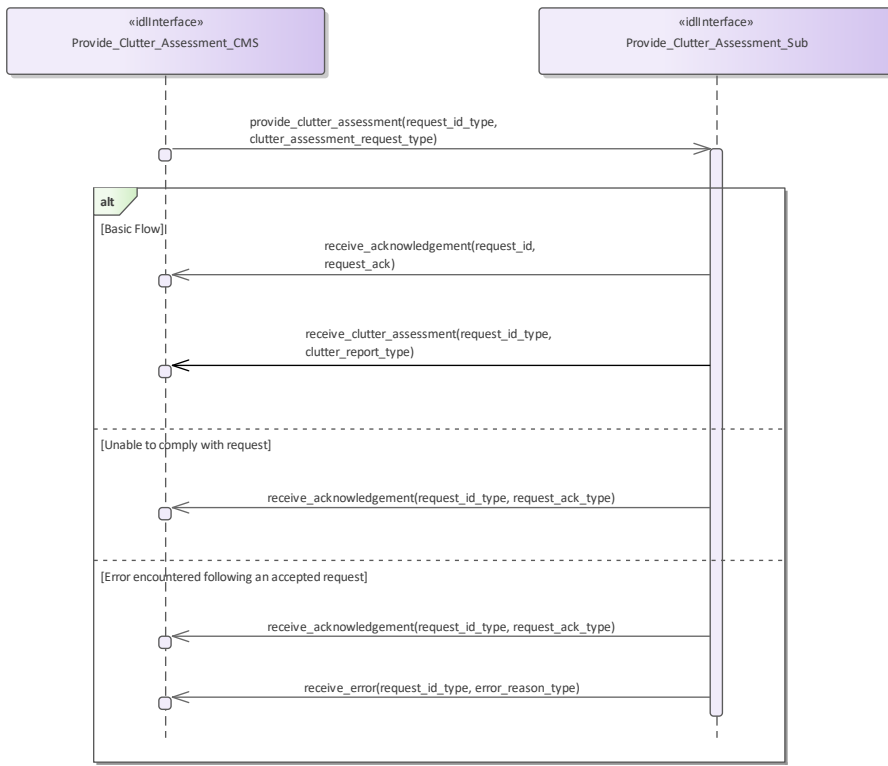 «idlInterface»
Provide_Clutter_Assessment_CMS
«idlInterface»
Provide_Clutter_Assessment_Sub
provide_clutter_assessment(request_id_type,
clutter_assessment_request_type)
alt
[Basic Flow]
receive_acknowledgement(request_id,
request_ack)
receive_clutter_assessment(request_id_type,
clutter_report_type)
[Unable to comply with request]
receive_acknowledgement(request_id_type, request_ack_type)
[Error encountered following an accepted request]
receive_acknowledgement(request_id_type, request_ack_type)
receive_error(request_id_type, error_reason_type)